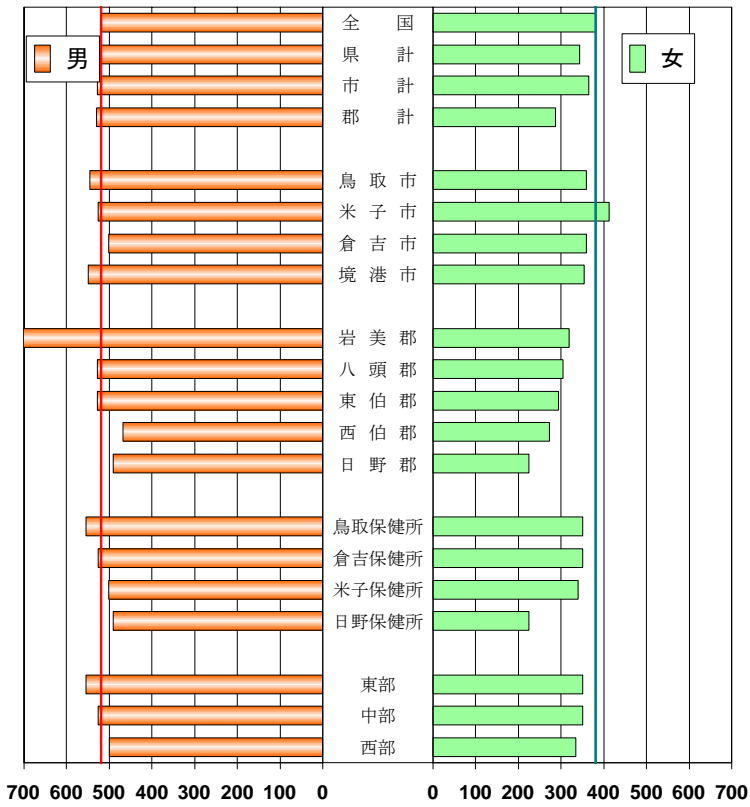 男
女
全 国
県 計
市 計
郡 計
鳥 取 市
米 子 市
倉 吉 市
境 港 市
岩 美 郡
八 頭 郡
東 伯 郡
西 伯 郡
日 野 郡
鳥取保健所
倉吉保健所
米子保健所
日野保健所
東部
中部
西部
700 600 500 400 300 200 100 0 0 100 200 300 400 500 600 700